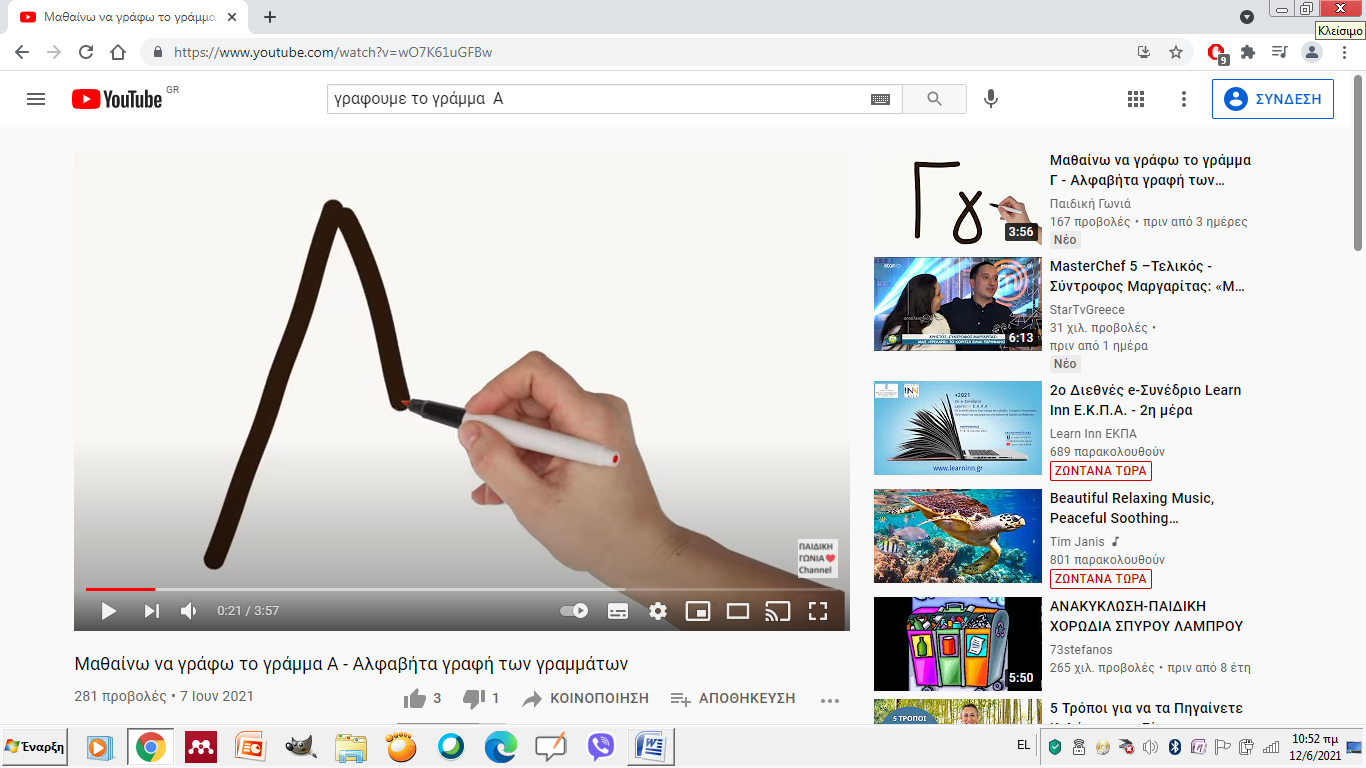 Μαθαίνω να γράφω το γράμμα
Κλείσιμο
https://www.youtube.com/watch?v=wO7K61uGFBw
9
YouTube GR
γραφουμε το γράμμα Α
ΣΥΝΔΕΣΗ
ΠΑΙΔΙΚΗ
ΓΩΝΙΑ
Channel
0:21 / 3:57
Μαθαίνω να γράφω το γράμμα Α - Αλφαβήτα γραφή των γραμμάτων
281 προβολές • 7 Ιουν 2021
3
1
ΚΟΙΝΟΠΟΙΗΣΗ
ΑΠΟΘΗΚΕΥΣΗ
Γγ
3:56
Μαθαίνω να γράφω το γράμμα
Γ - Αλφαβήτα γραφή των…
Παιδική Γωνιά
167 προβολές • πριν από 3 ημέρες
Νέο
6:13
MasterChef 5 –Τελικός -
Σύντροφος Μαργαρίτας: «Μ…
StarTvGreece
31 χιλ. προβολές •
πριν από 1 ημέρα
Νέο
www.learninn.gr
2ο Διεθνές e-Συνέδριο Learn
Inn Ε.Κ.Π.Α. - 2η μέρα
Learn Inn ΕΚΠΑ
689 παρακολουθούν
ΖΩΝΤΑΝΑ ΤΩΡΑ
Beautiful Relaxing Music,
Peaceful Soothing…
Tim Janis
801 παρακολουθούν
ΖΩΝΤΑΝΑ ΤΩΡΑ
5:50
ΑΝΑΚΥΚΛΩΣΗ-ΠΑΙΔΙΚΗ
ΧΟΡΩΔΙΑ ΣΠΥΡΟΥ ΛΑΜΠΡΟΥ
73stefanos
265 χιλ. προβολές • πριν από 8 έτη
5 ΤΡΟΠΟΙ
5 Τρόποι για να τα Πηγαίνετε
Έναρξη
EL
10:52 πμ
12/6/2021